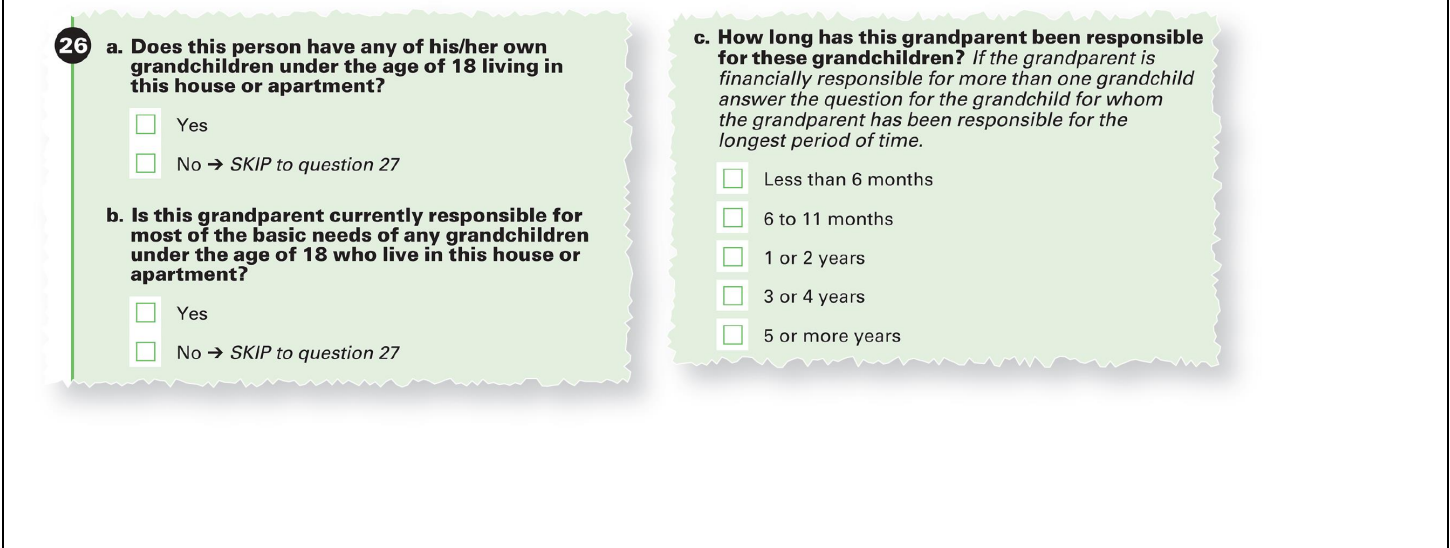 26 a. Does this person have any of his/her own
grandchildren under the age of 18 living in
this house or apartment?
Yes
No ➔ SKIP to question 27
b. Is this grandparent currently responsible for
most of the basic needs of any grandchildren
under the age of 18 who live in this house or
apartment?
Yes
No ➔ SKIP to question 27
c. How long has this grandparent been responsible
for these grandchildren? If the grandparent is
financially responsible for more than one grandchild
answer the question for the grandchild for whom
the grandparent has been responsible for the
longest period of time.
Less than 6 months
6 to 11 months
1 or 2 years
3 or 4 years
5 or more years